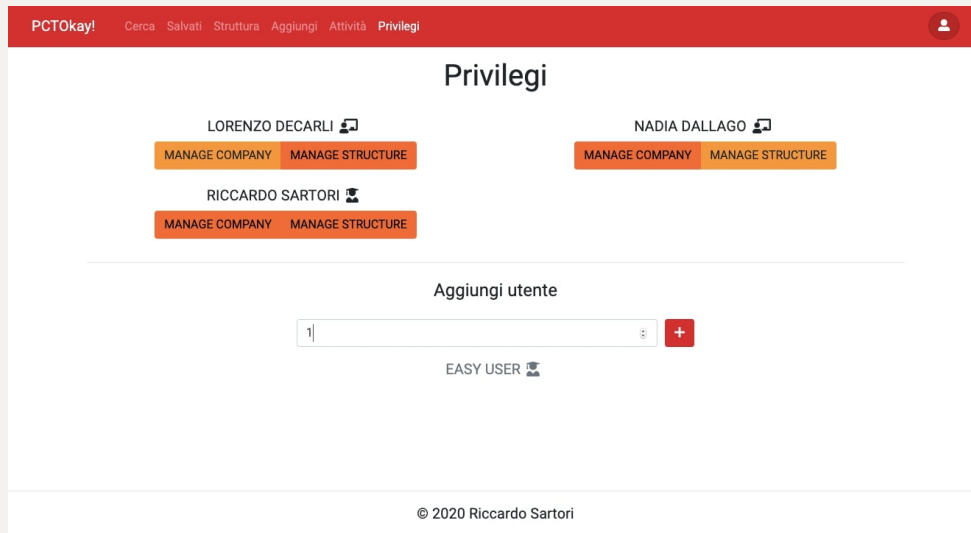 PCTOkay! Cerca Salvati Struttura Aggiungi Attività Privilegi
Privilegi
LORENZO DECARLI
MANAGE COMPANY MANAGE STRUCTURE
NADIA DALLAGO
MANAGE COMPANY MANAGE STRUCTURE
RICCARDO SARTORI
MANAGE COMPANY MANAGE STRUCTURE
Aggiungi utente
1
EASY USER
© 2020 Riccardo Sartori